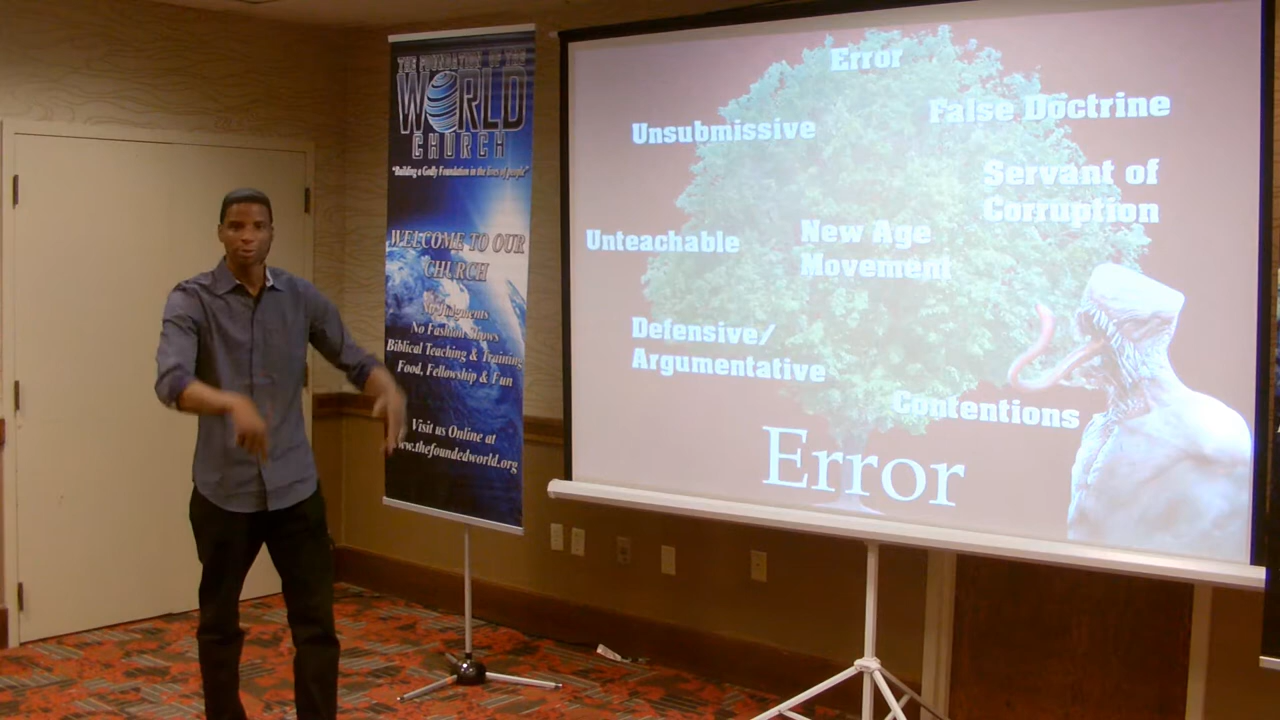 THE FOUNDATION OF THE
WORLD
CHURCH
"Building a Godly Foundation in the lives of people"
WELCOME TO OUR
CHURCH
No Judgments
No Fashion Shows
Biblical Teaching & Training
Food, Fellowship & Fun
Visit us Online at
www.thefoundedworld.org
Error
False Doctrine
Unsubmissive
Servant of
Corruption
Unteachable
New Age
Movement
Defensive/
Argumentative
Contentions
Error